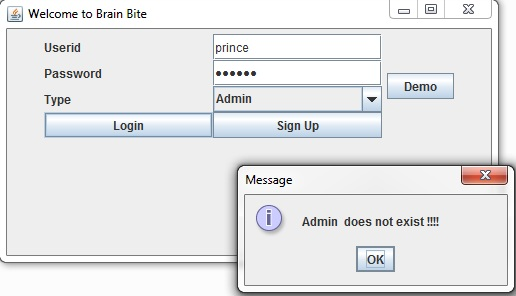 Welcome to Brain Bite
Userid prince
Password ••••••
Type Admin
Demo
Login Sign Up
Message
Admin does not exist !!!!
OK